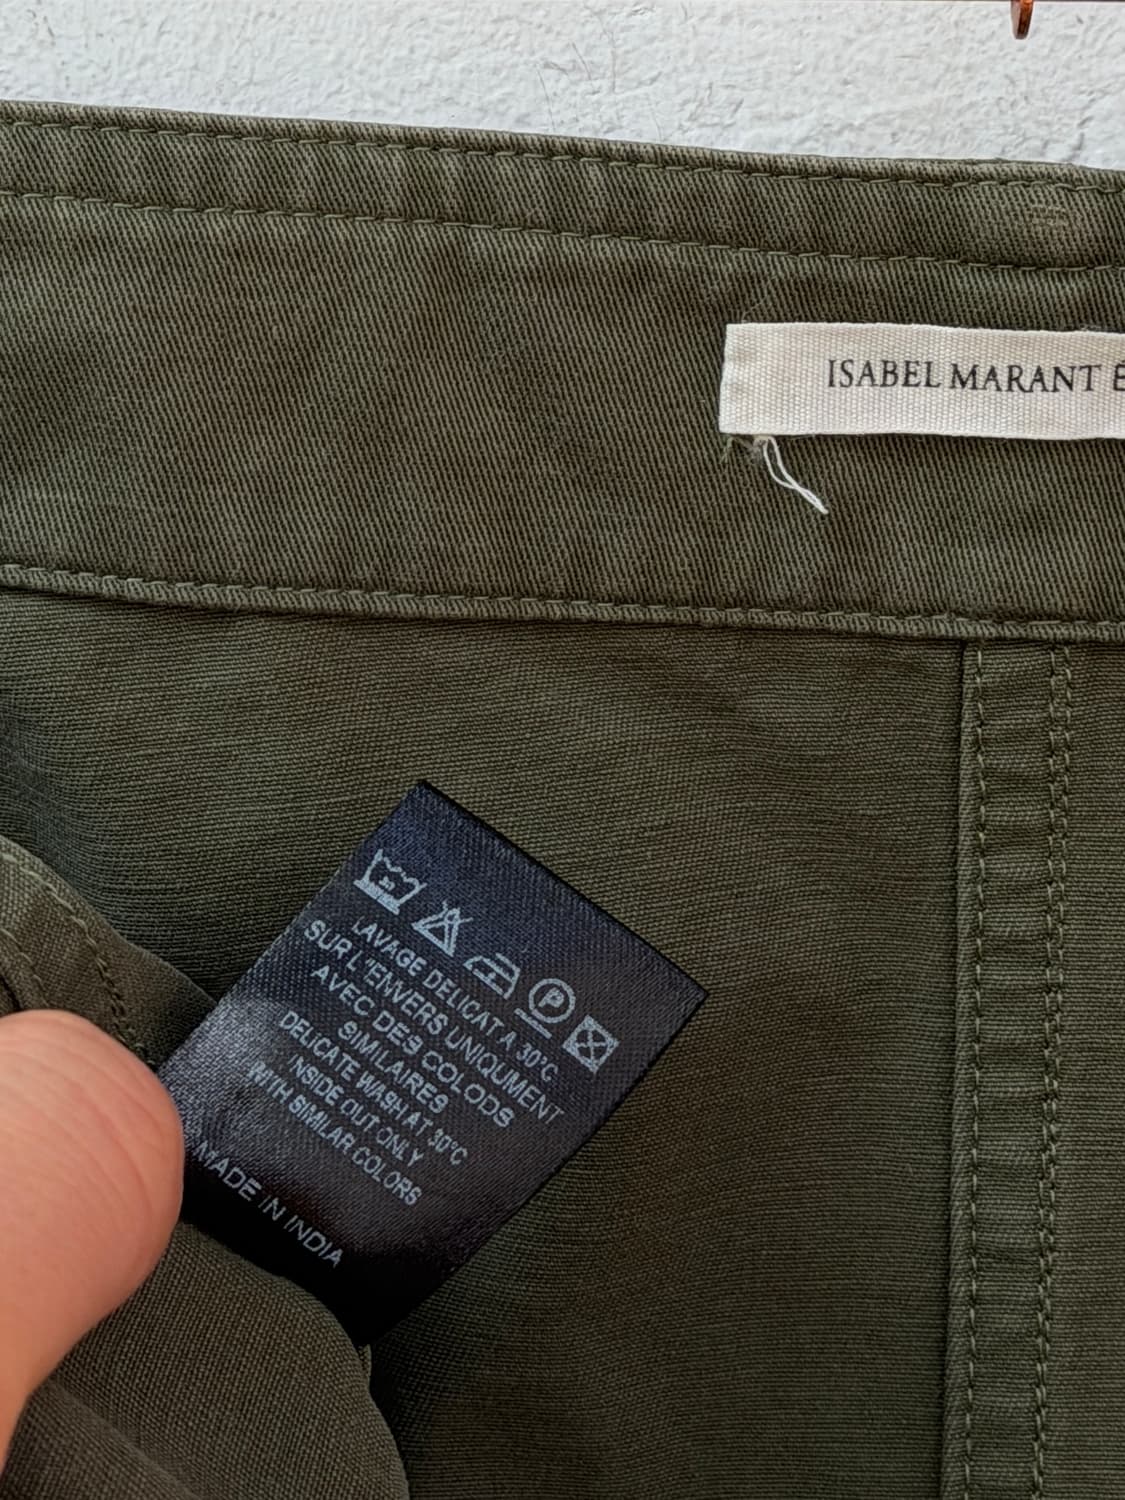 ISABEL MARANT É
LAVAGE DELICAT A 30°C
SUR L'ENVERS UNIQUMENT
AVEC DES COLODS
SIMILAIRES
DELICATE WASH AT 30°C
INSIDE OUT ONLY
WITH SIMILAR COLORS
MADE IN INDIA